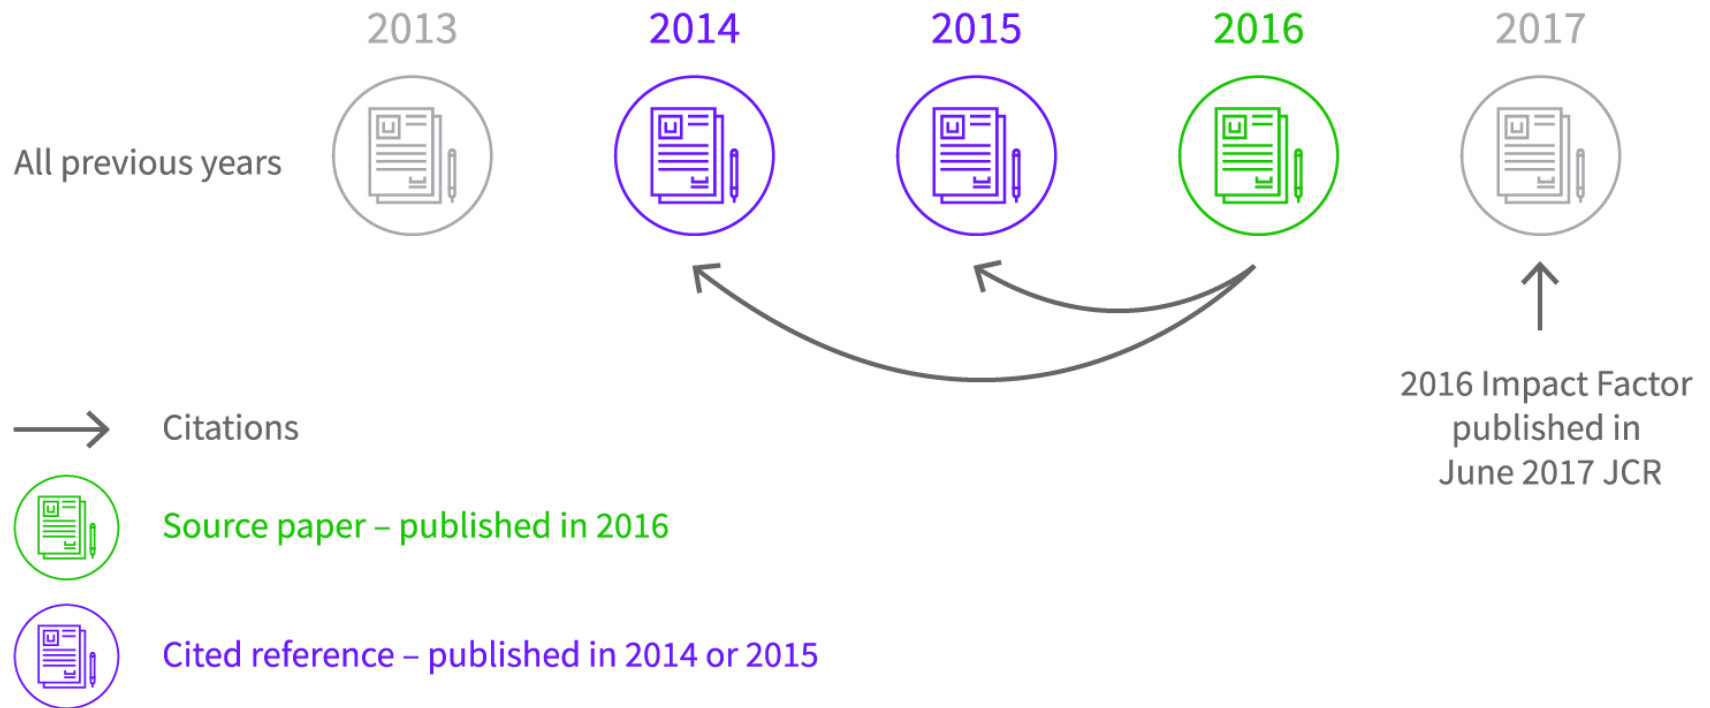 2013
2014
2015
2016
2017
All previous years
2016 Impact Factor
published in
June 2017 JCR
Citations
Source paper – published in 2016
Cited reference – published in 2014 or 2015